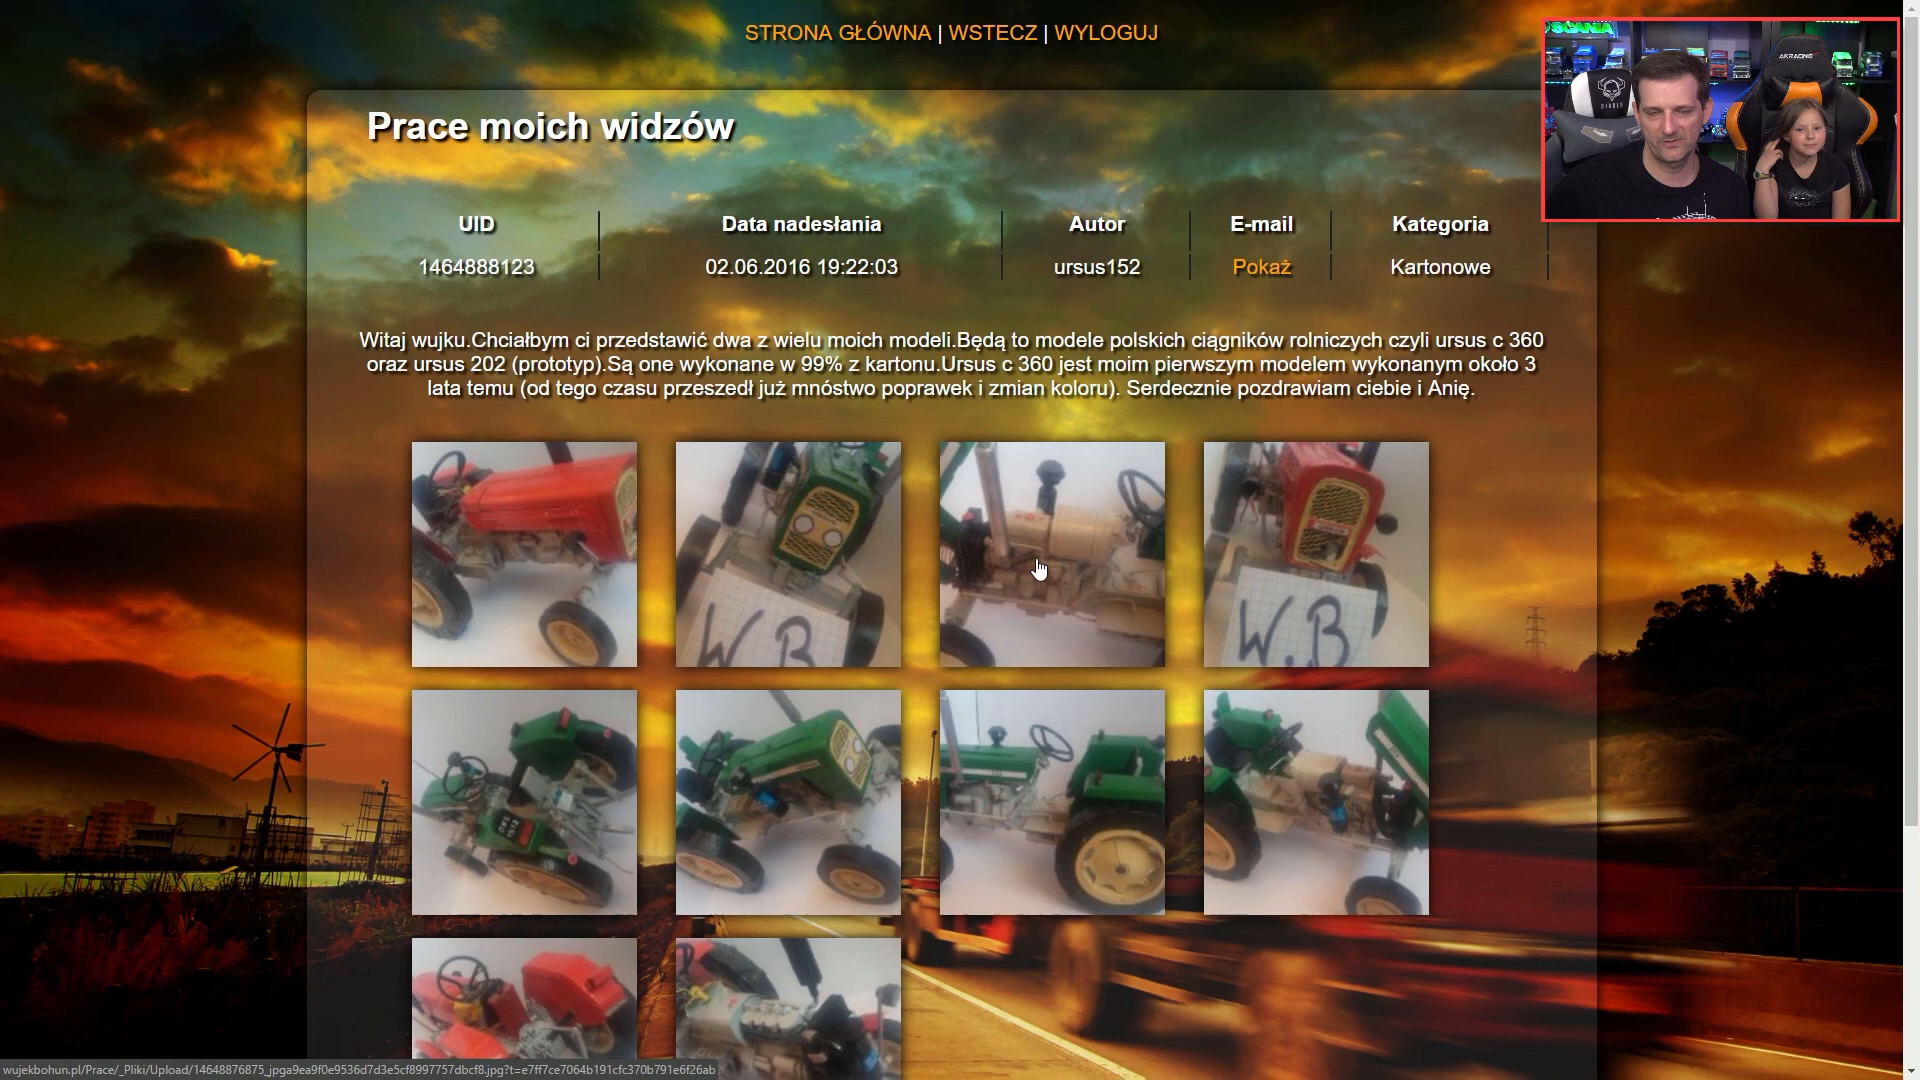 STRONA GŁÓWNA | WSTECZ | WYLOGUJ
SCANIA
AKRACING
DIABLO
Prace moich widzów
UID Data nadesłania Autor E-mail Kategoria
1464888123 02.06.2016 19:22:03 ursus152 Pokaż Kartonowe
Witaj wujku.Chciałbym ci przedstawić dwa z wielu moich modeli.Będą to modele polskich ciągników rolniczych czyli ursus c 360
oraz ursus 202 (prototyp).Są one wykonane w 99% z kartonu.Ursus c 360 jest moim pierwszym modelem wykonanym około 3
lata temu (od tego czasu przeszedł już mnóstwo poprawek i zmian koloru). Serdecznie pozdrawiam ciebie i Anię.
W B
W.B
wujekbohun.pl/Prace/_Pliki/Upload/14648876875_jpga9ea9f0e9536d7d3e5cf8997757dbcf8.jpg?t=e7ff7ce7064b191cfc370b791e6f26ab